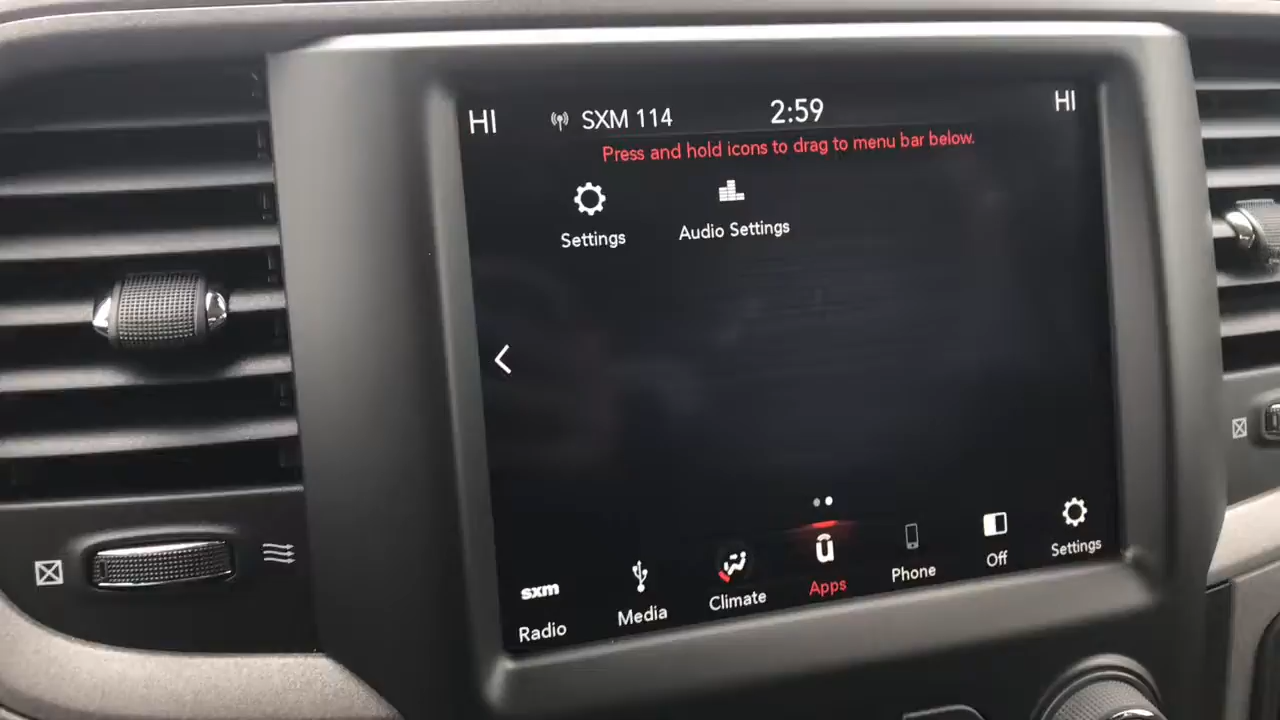 HI SXM 114 2:59 HI
Press and hold icons to drag to menu bar below.
Settings Audio Settings
sxm
Radio Media Climate Apps Phone Off Settings